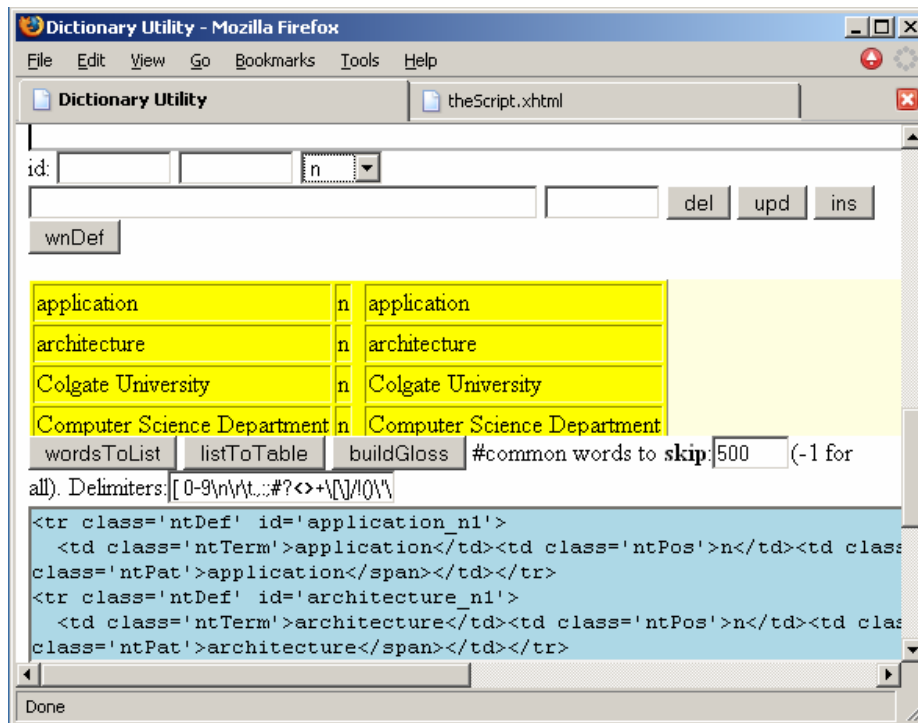 Dictionary Utility - Mozilla Firefox
File Edit View Go Bookmarks Tools Help
Dictionary Utility theScript.xhtml
id: n
del upd ins
wnDef
application n application
architecture n architecture
Colgate University n Colgate University
Computer Science Department n Computer Science Department
wordsToList listToTable buildGloss #common words to skip: 500 (-1 for
all). Delimiters: [ 0-9\n\r\t,.:;#?<>+\[\]/!()\"\
<tr class='ntDef' id='application_n1'>
<td class='ntTerm'>application</td><td class='ntPos'>n</td><td class
class='ntPat'>application</span></td></tr>
<tr class='ntDef' id='architecture_n1'>
<td class='ntTerm'>architecture</td><td class='ntPos'>n</td><td clas
class='ntPat'>architecture</span></td></tr>
Done